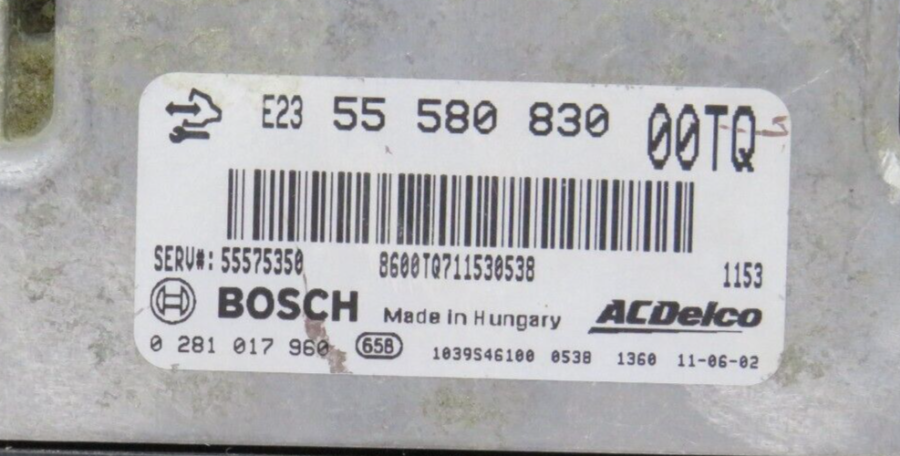 E23 55 580 830 00TQ
SERV#: 55575350 8600TQ711530538 1153
BOSCH Made in Hungary ACDelco
0 281 017 960 658 1039S46100 0538 1360 11-06-02